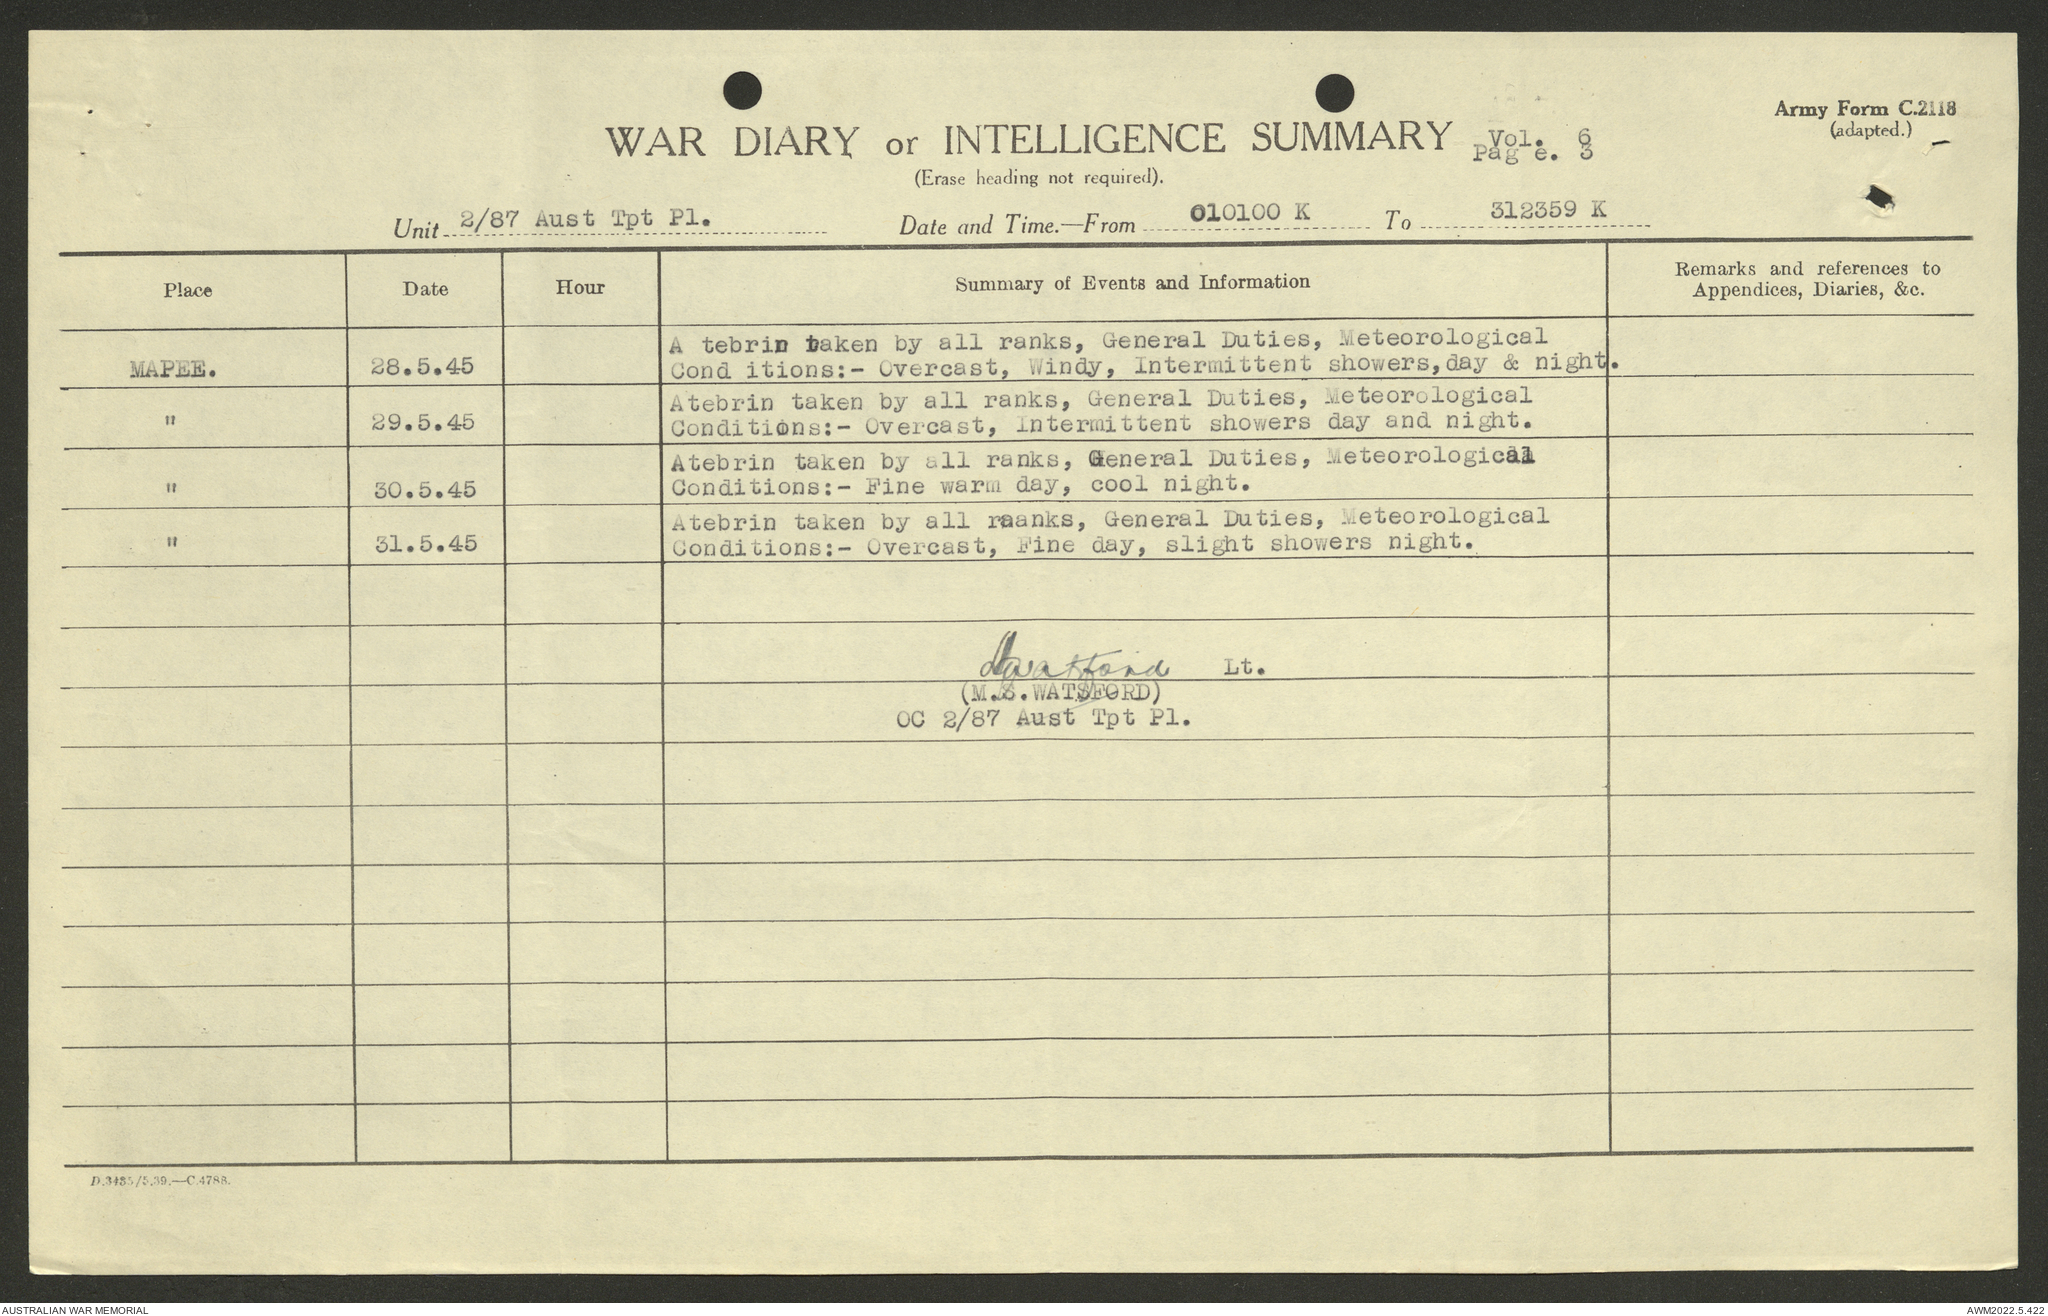 Army Form C.2118
(adapted.)
WAR DIARY or INTELLIGENCE SUMMARY
Vol. 6
Page. 3
(Erase heading not required).
Unit 2/87 Aust Tpt Pl. Date and Time.—From 010100 K To 312359 K
Place Date Hour Summary of Events and Information Remarks and references to
Appendices, Diaries, &c.
A tebrin taken by all ranks, General Duties, Meteorological
MAPEE. 28.5.45 Cond itions:- Overcast, Windy, Intermittent showers,day & night.
Atebrin taken by all ranks, General Duties, Meteorological
" 29.5.45 Conditions:- Overcast, Intermittent showers day and night.
Atebrin taken by all ranks, General Duties, Meteorological
" 30.5.45 Conditions:- Fine warm day, cool night.
Atebrin taken by all raanks, General Duties, Meteorological
" 31.5.45 Conditions:- Overcast, Fine day, slight showers night.
Lt.
(M.S.WATSFORD)
OC 2/87 Aust Tpt Pl.
D.3435/5.39.—C.4788.
AUSTRALIAN WAR MEMORIAL AWM2022.5.422